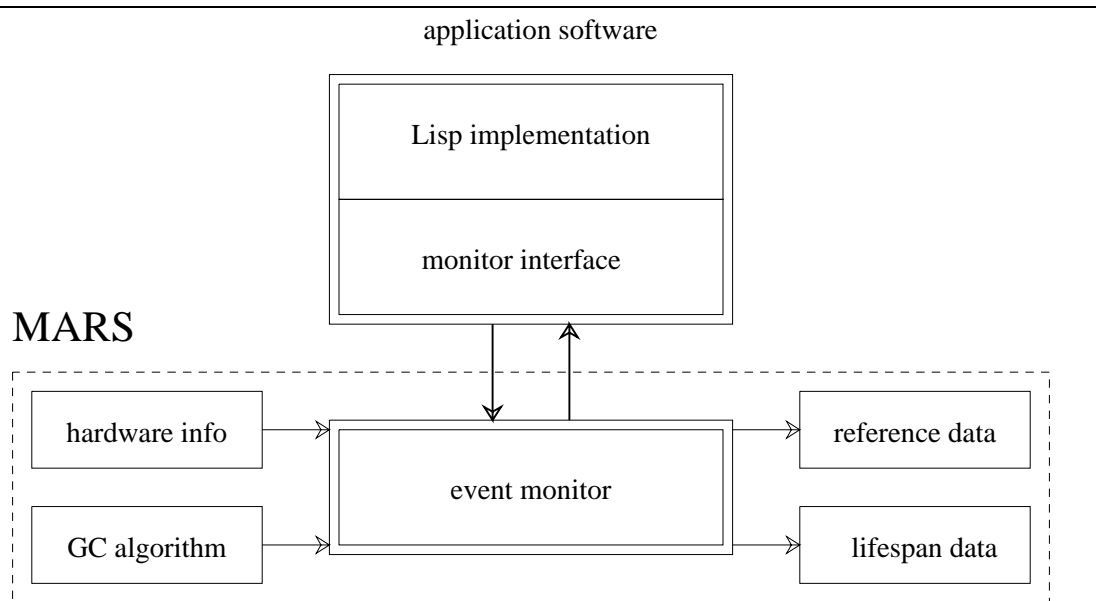 application software
Lisp implementation
monitor interface
MARS
hardware info
reference data
event monitor
GC algorithm
lifespan data